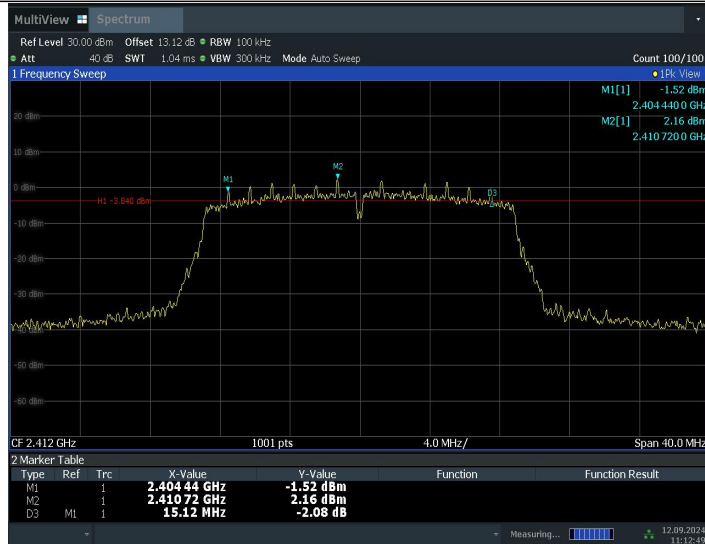 MultiView Spectrum
Ref Level 30.00 dBm Offset 13.12 dB RBW 100 kHz
Att 40 dB SWT 1.04 ms VBW 300 kHz Mode Auto Sweep Count 100/100
1 Frequency Sweep 1Pk View
M1[1] -1.52 dBm
2.404 440 0 GHz
M2[1] 2.16 dBm
2.410 720 0 GHz
20 dBm
10 dBm
M2
M1
0 dBm
D3
H1 -3.840 dBm
-10 dBm
-20 dBm
-30 dBm
-40 dBm
-50 dBm
-60 dBm
CF 2.412 GHz 1001 pts 4.0 MHz/ Span 40.0 MHz
2 Marker Table
Type Ref Trc X-Value Y-Value Function Function Result
M1 1 2.404 44 GHz -1.52 dBm
M2 1 2.410 72 GHz 2.16 dBm
D3 M1 1 15.12 MHz -2.08 dB
Measuring... 12.09.2024
11:12:49